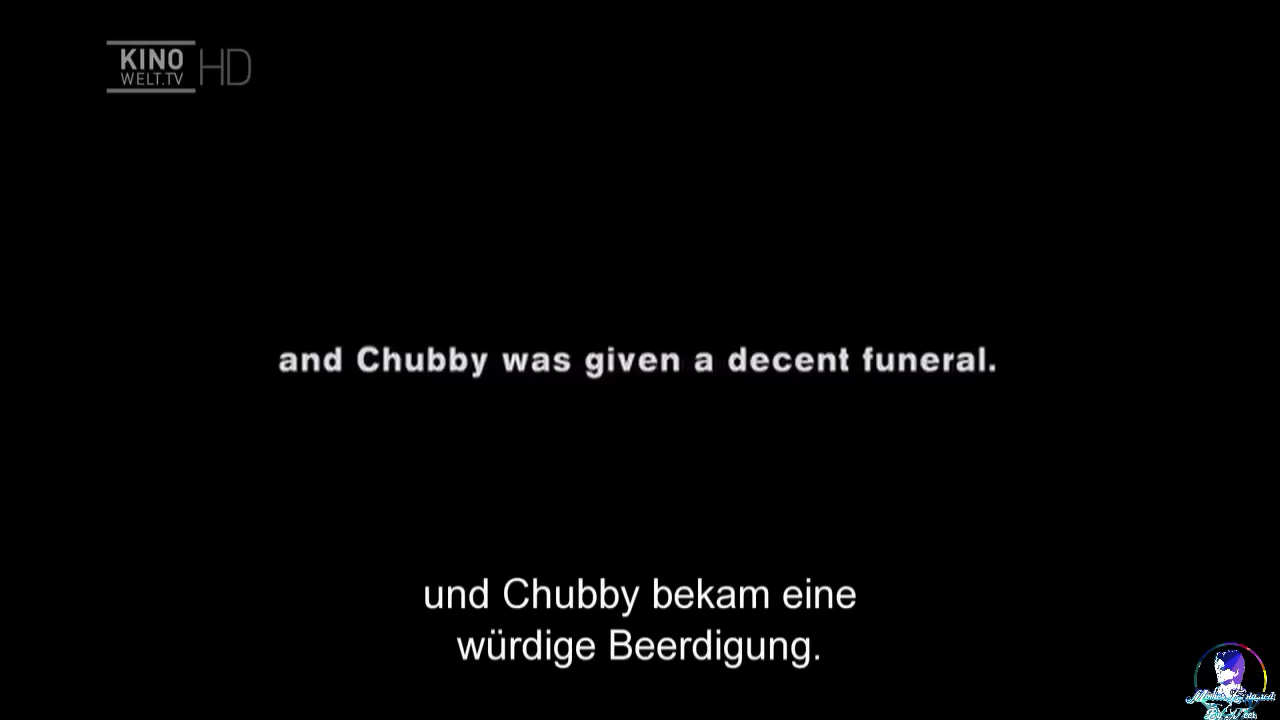 KINO
WELT.TV HD
and Chubby was given a decent funeral.
und Chubby bekam eine
würdige Beerdigung.